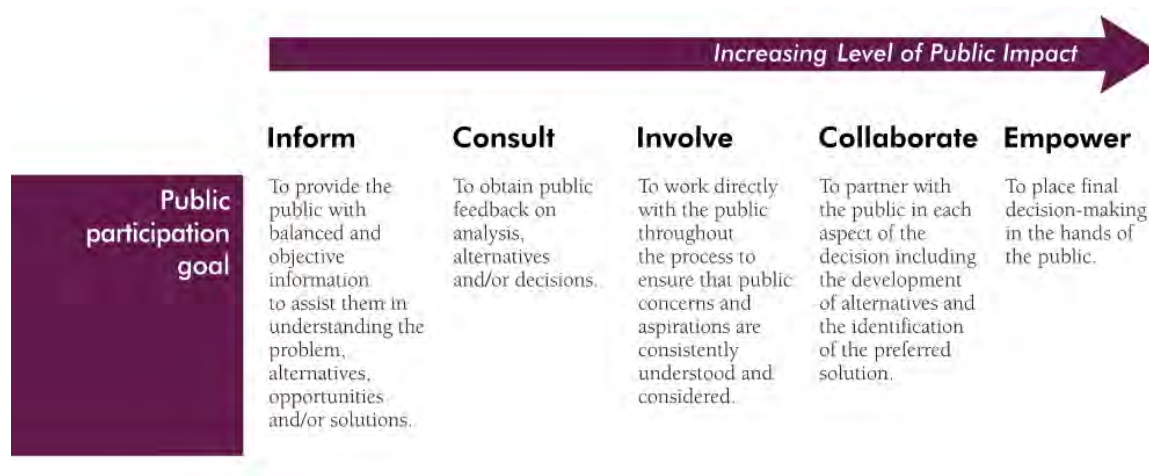 Increasing Level of Public Impact
Inform
Consult
Involve
Collaborate
Empower
Public
participation
goal
To provide the
public with
balanced and
objective
information
to assist them in
understanding the
problem,
alternatives,
opportunities
and/or solutions.
To obtain public
feedback on
analysis,
alternatives
and/or decisions.
To work directly
with the public
throughout
the process to
ensure that public
concerns and
aspirations are
consistently
understood and
considered.
To partner with
the public in each
aspect of the
decision including
the development
of alternatives and
the identification
of the preferred
solution.
To place final
decision-making
in the hands of
the public.